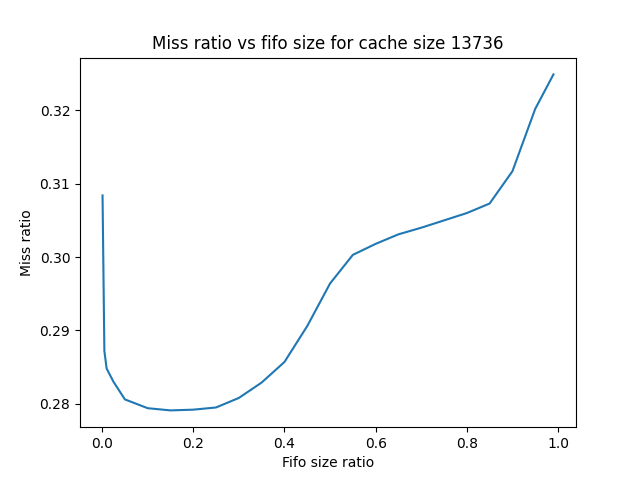 Miss ratio vs fifo size for cache size 13736
0.32
0.31
0.30
0.29
0.28
Miss ratio
0.0 0.2 0.4 0.6 0.8 1.0
Fifo size ratio